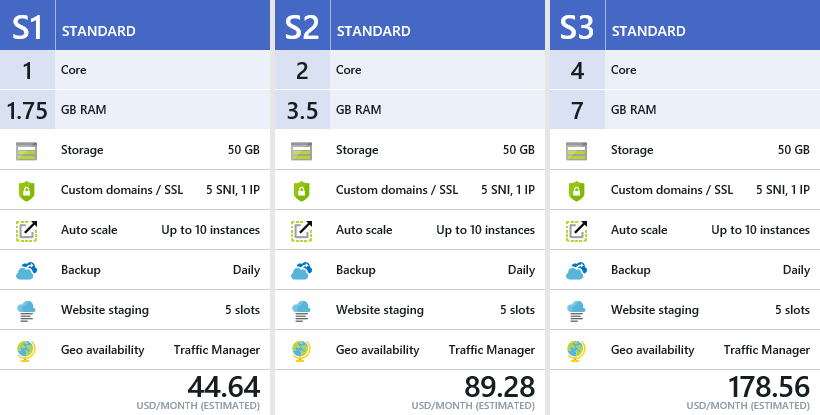 S1 STANDARD
1 Core
1.75 GB RAM
Storage 50 GB
Custom domains / SSL 5 SNI, 1 IP
Auto scale Up to 10 instances
Backup Daily
Website staging 5 slots
Geo availability Traffic Manager
44.64
USD/MONTH (ESTIMATED)
S2 STANDARD
2 Core
3.5 GB RAM
Storage 50 GB
Custom domains / SSL 5 SNI, 1 IP
Auto scale Up to 10 instances
Backup Daily
Website staging 5 slots
Geo availability Traffic Manager
89.28
USD/MONTH (ESTIMATED)
S3 STANDARD
4 Core
7 GB RAM
Storage 50 GB
Custom domains / SSL 5 SNI, 1 IP
Auto scale Up to 10 instances
Backup Daily
Website staging 5 slots
Geo availability Traffic Manager
178.56
USD/MONTH (ESTIMATED)